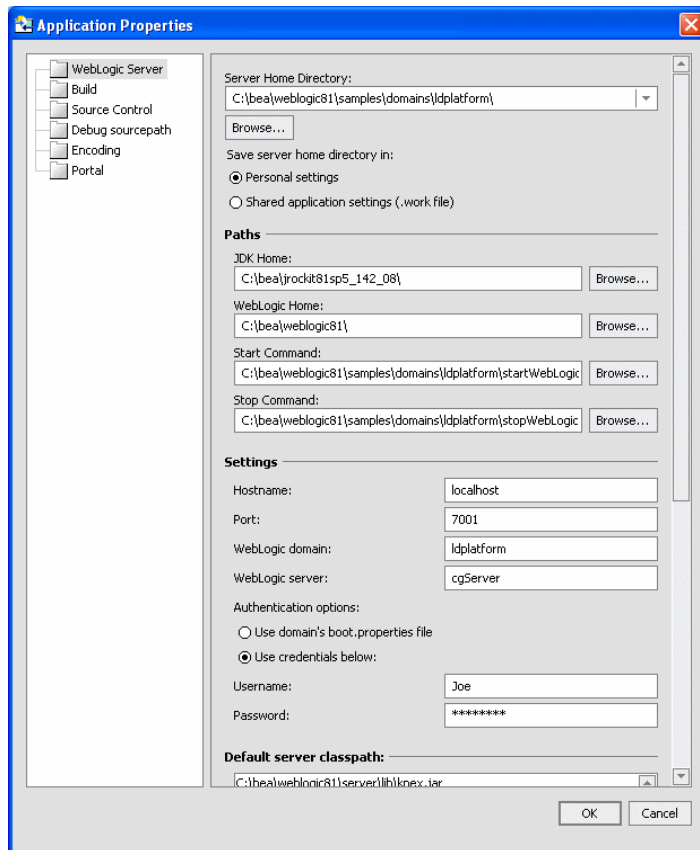 Application Properties
WebLogic Server
Build
Source Control
Debug sourcepath
Encoding
Portal
Server Home Directory:
C:\bea\weblogic81\samples\domains\ldplatform\
Browse...
Save server home directory in:
Personal settings
Shared application settings (.work file)
Paths
JDK Home:
C:\bea\jrockit81sp5_142_08\
Browse...
WebLogic Home:
C:\bea\weblogic81\
Browse...
Start Command:
C:\bea\weblogic81\samples\domains\ldplatform\startWebLogic
Browse...
Stop Command:
C:\bea\weblogic81\samples\domains\ldplatform\stopWebLogic
Browse...
Settings
Hostname:
localhost
Port:
7001
WebLogic domain:
ldplatform
WebLogic server:
cgServer
Authentication options:
Use domain's boot.properties file
Use credentials below:
Username:
Joe
Password:
********
Default server classpath:
C:\bea\weblogic81\server\lib\knex.jar
OK
Cancel